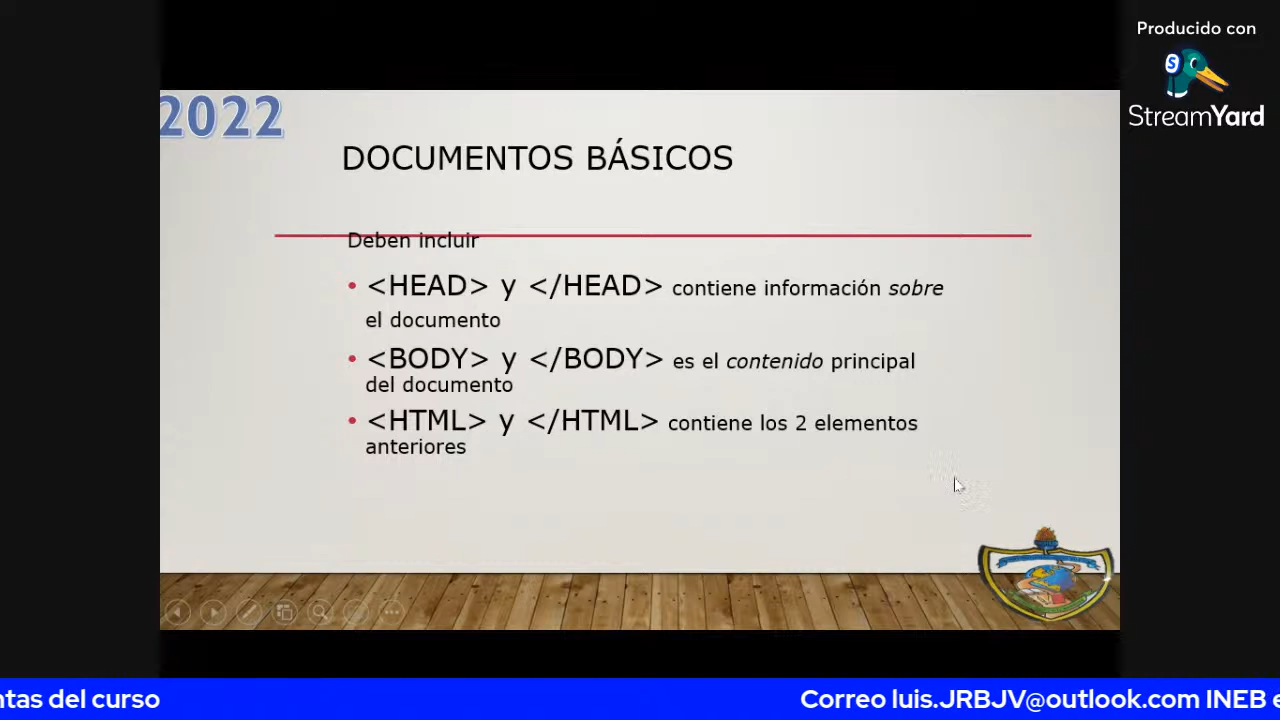 Producido con
StreamYard
2022
DOCUMENTOS BÁSICOS
Deben incluir
• <HEAD> y </HEAD> contiene información sobre
el documento
• <BODY> y </BODY> es el contenido principal
del documento
• <HTML> y </HTML> contiene los 2 elementos
anteriores
ntas del curso
Correo luis.JRBJV@outlook.com INEB e